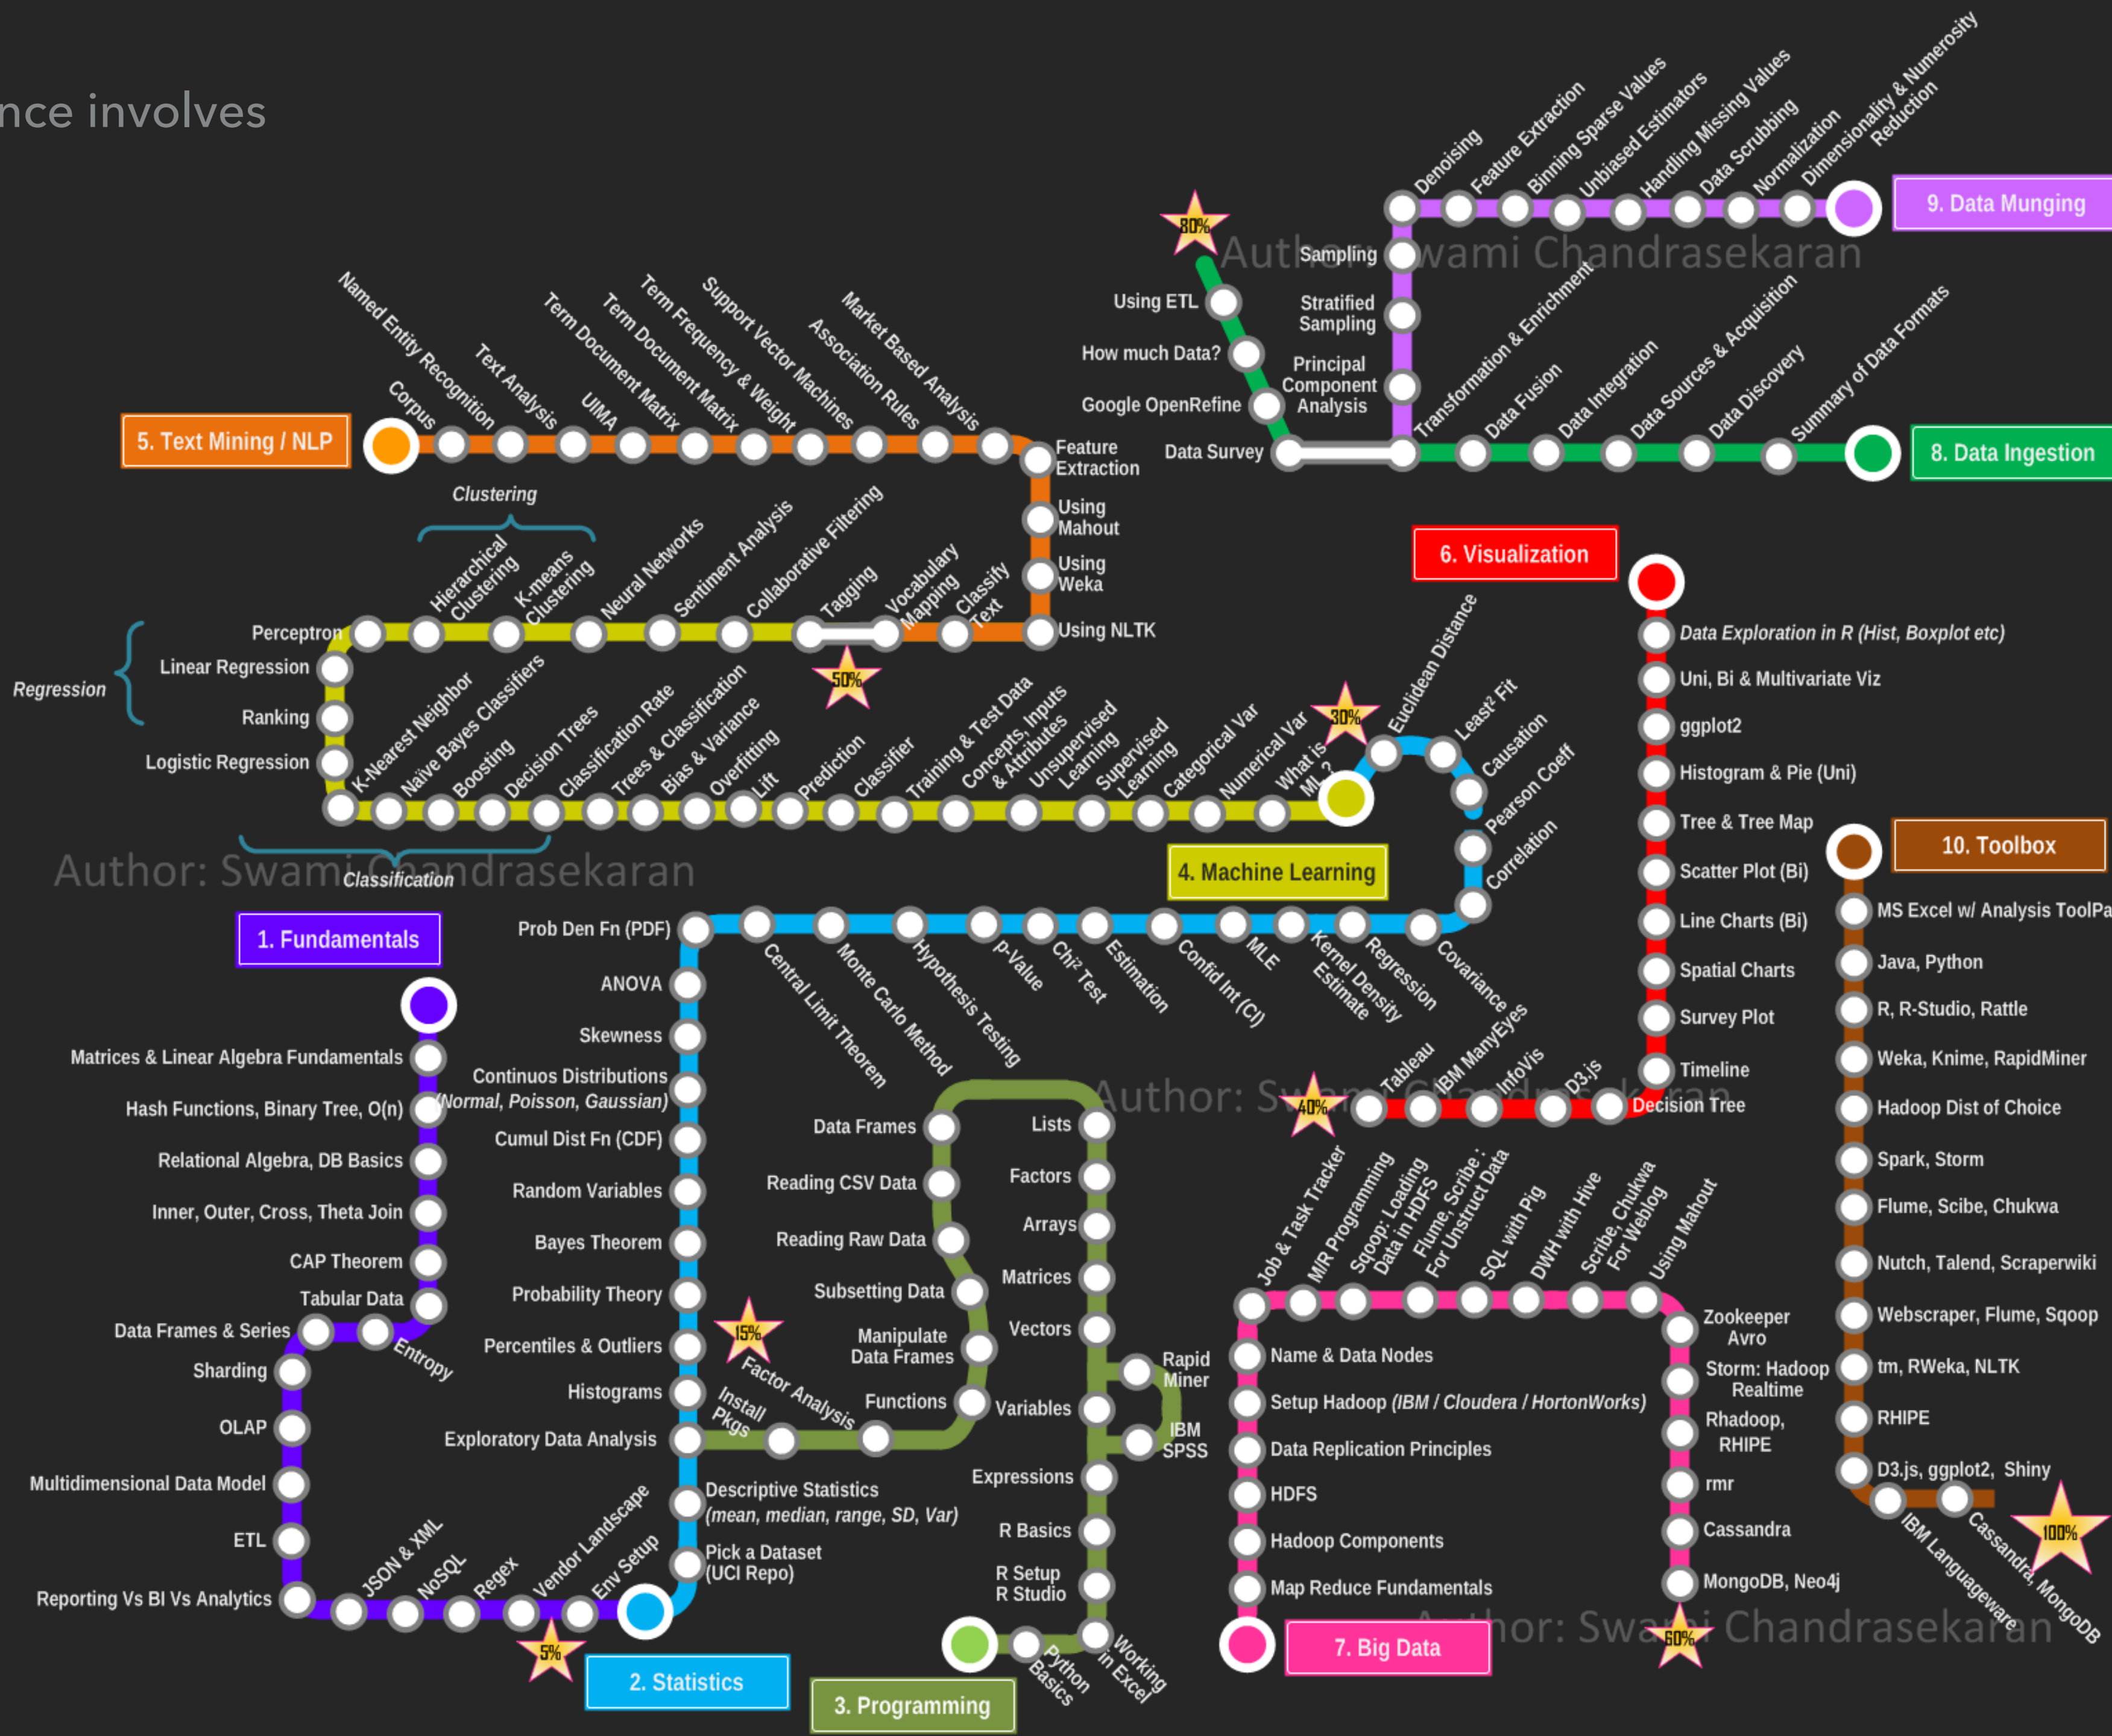 nce involves
9. Data Munging
Dimensionality & Numerosity
Reduction
Normalization
Data Scrubbing
Handling Missing Values
Unbiased Estimators
Binning Sparse Values
Feature Extraction
Denoising
Sampling
Stratified
Sampling
Principal
Component
Analysis
Author: Swami Chandrasekaran
80%
Using ETL
How much Data?
Google OpenRefine
Data Survey
Transformation & Enrichment
Data Fusion
Data Integration
Data Sources & Acquisition
Data Discovery
Summary of Data Formats
8. Data Ingestion
5. Text Mining / NLP
Corpus
Named Entity Recognition
Text Analysis
UIMA
Term Document Matrix
Term Document Matrix
Term Frequency & Weight
Support Vector Machines
Association Rules
Market Based Analysis
Feature
Extraction
Using
Mahout
Using
Weka
Using NLTK
Classify
Text
Vocabulary
Mapping
50%
Tagging
Collaborative Filtering
Sentiment Analysis
Neural Networks
K-means
Clustering
Hierarchical
Clustering
Clustering
Perceptron
Linear Regression
Ranking
Logistic Regression
Regression
K-Nearest Neighbor
Naïve Bayes Classifiers
Boosting
Decision Trees
Classification Rate
Trees & Classification
Bias & Variance
Overfitting
Lift
Prediction
Classifier
Training & Test Data
Concepts, Inputs
& Attributes
Unsupervised
Learning
Supervised
Learning
Categorical Var
Numerical Var
What is
ML?
30%
Classification
Author: Swami Chandrasekaran
4. Machine Learning
Euclidean Distance
Least² Fit
Causation
Pearson Coeff
Correlation
Covariance
Regression
Kernel Density
Estimate
MLE
Confid Int (CI)
Estimation
Chi² Test
p-Value
Hypothesis Testing
Monte Carlo Method
Central Limit Theorem
Prob Den Fn (PDF)
ANOVA
Skewness
Continuos Distributions
(Normal, Poisson, Gaussian)
Cumul Dist Fn (CDF)
Random Variables
Bayes Theorem
Probability Theory
Percentiles & Outliers
Histograms
Exploratory Data Analysis
Descriptive Statistics
(mean, median, range, SD, Var)
Pick a Dataset
(UCI Repo)
2. Statistics
1. Fundamentals
Matrices & Linear Algebra Fundamentals
Hash Functions, Binary Tree, O(n)
Relational Algebra, DB Basics
Inner, Outer, Cross, Theta Join
CAP Theorem
Tabular Data
Entropy
Data Frames & Series
Sharding
OLAP
Multidimensional Data Model
ETL
Reporting Vs BI Vs Analytics
JSON & XML
NoSQL
Regex
Vendor Landscape
Env Setup
5%
15%
Install
Pkgs
Factor Analysis
Functions
Manipulate
Data Frames
Subsetting Data
Reading Raw Data
Reading CSV Data
Data Frames
Lists
Factors
Arrays
Matrices
Vectors
Rapid
Miner
Variables
IBM
SPSS
Expressions
R Basics
R Setup
R Studio
Working
in Excel
Python
Basics
3. Programming
6. Visualization
Data Exploration in R (Hist, Boxplot etc)
Uni, Bi & Multivariate Viz
ggplot2
Histogram & Pie (Uni)
Tree & Tree Map
Scatter Plot (Bi)
Line Charts (Bi)
Spatial Charts
Survey Plot
Timeline
Decision Tree
D3.js
InfoVis
IBM ManyEyes
Tableau
40%
Author: Swami Chandrasekaran
Job & Task Tracker
M/R Programming
Sqoop: Loading
Data in HDFS
Flume, Scribe :
For Unstruct Data
SQL with Pig
DWH with Hive
Scribe, Chukwa
For Weblog
Using Mahout
Zookeeper
Avro
Storm: Hadoop
Realtime
Rhadoop,
RHIPE
rmr
Cassandra
MongoDB, Neo4j
60%
Name & Data Nodes
Setup Hadoop (IBM / Cloudera / HortonWorks)
Data Replication Principles
HDFS
Hadoop Components
Map Reduce Fundamentals
7. Big Data
Author: Swami Chandrasekaran
10. Toolbox
MS Excel w/ Analysis ToolPa
Java, Python
R, R-Studio, Rattle
Weka, Knime, RapidMiner
Hadoop Dist of Choice
Spark, Storm
Flume, Scibe, Chukwa
Nutch, Talend, Scraperwiki
Webscraper, Flume, Sqoop
tm, RWeka, NLTK
RHIPE
D3.js, ggplot2, Shiny
IBM Languageware
Cassandra, MongoDB
100%